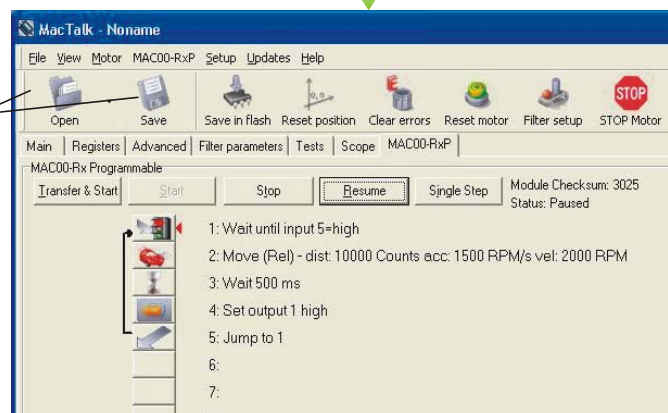 MacTalk - Noname
File View Motor MAC00-RxP Setup Updates Help
0,0
E
STOP
Open Save Save in flash Reset position Clear errors Reset motor Filter setup STOP Motor
Main Registers Advanced Filter parameters Tests Scope MAC00-RxP
MAC00-Rx Programmable
Transfer & Start Start Stop Resume Single Step Module Checksum: 3025
Status: Paused
1: Wait until input 5=high
2: Move (Rel) - dist: 10000 Counts acc: 1500 RPM/s vel: 2000 RPM
3: Wait 500 ms
4: Set output 1 high
5: Jump to 1
6:
7: